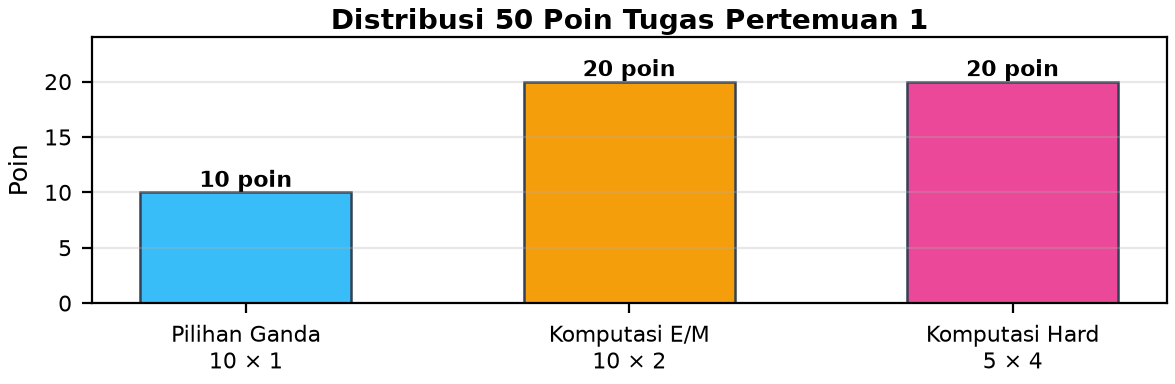 Distribusi 50 Poin Tugas Pertemuan 1
Poin
20
15
10
5
0
10 poin
20 poin
20 poin
Pilihan Ganda
10 × 1
Komputasi E/M
10 × 2
Komputasi Hard
5 × 4